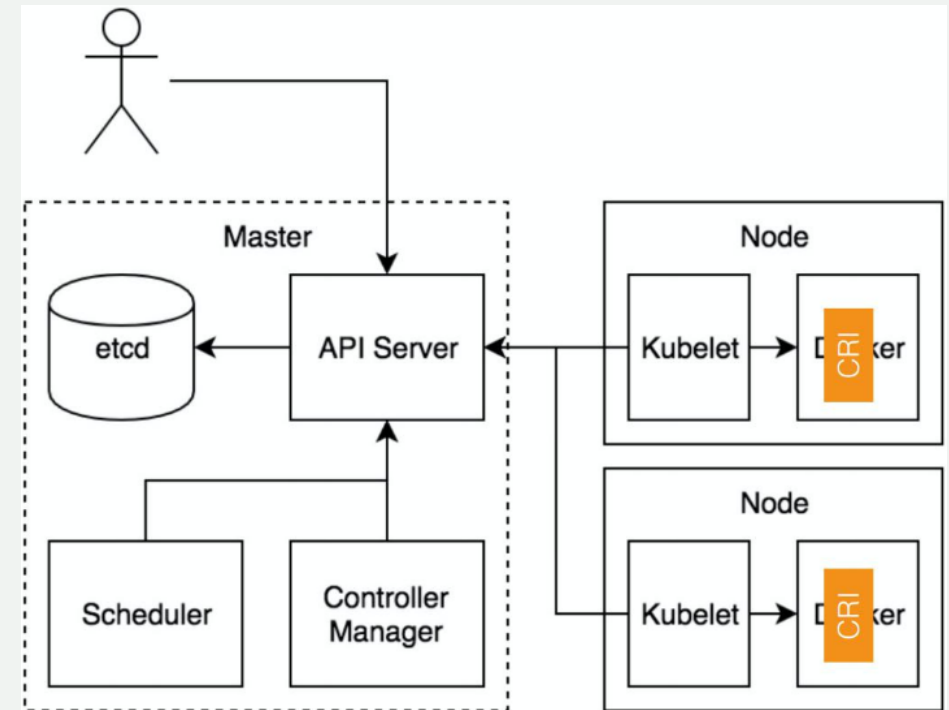 Master
Node
etcd
API Server
Kubelet
CRI
Scheduler
Controller
Manager
Node
Kubelet
CRI